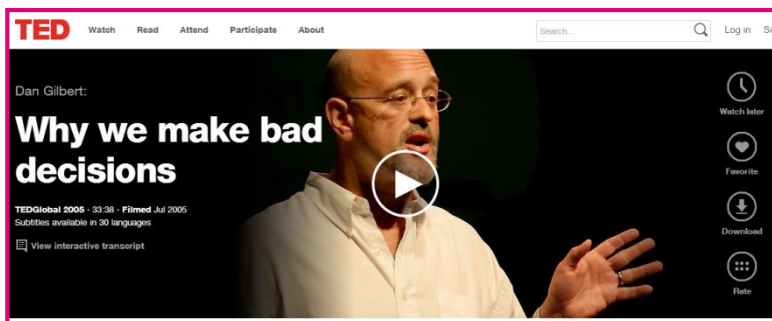 TED Watch Read Attend Participate About Search... Log in
Dan Gilbert:
Why we make bad
decisions
TEDGlobal 2005 · 33:38 · Filmed Jul 2005
Subtitles available in 30 languages
View interactive transcript
Watch later
Favorite
Download
Rate